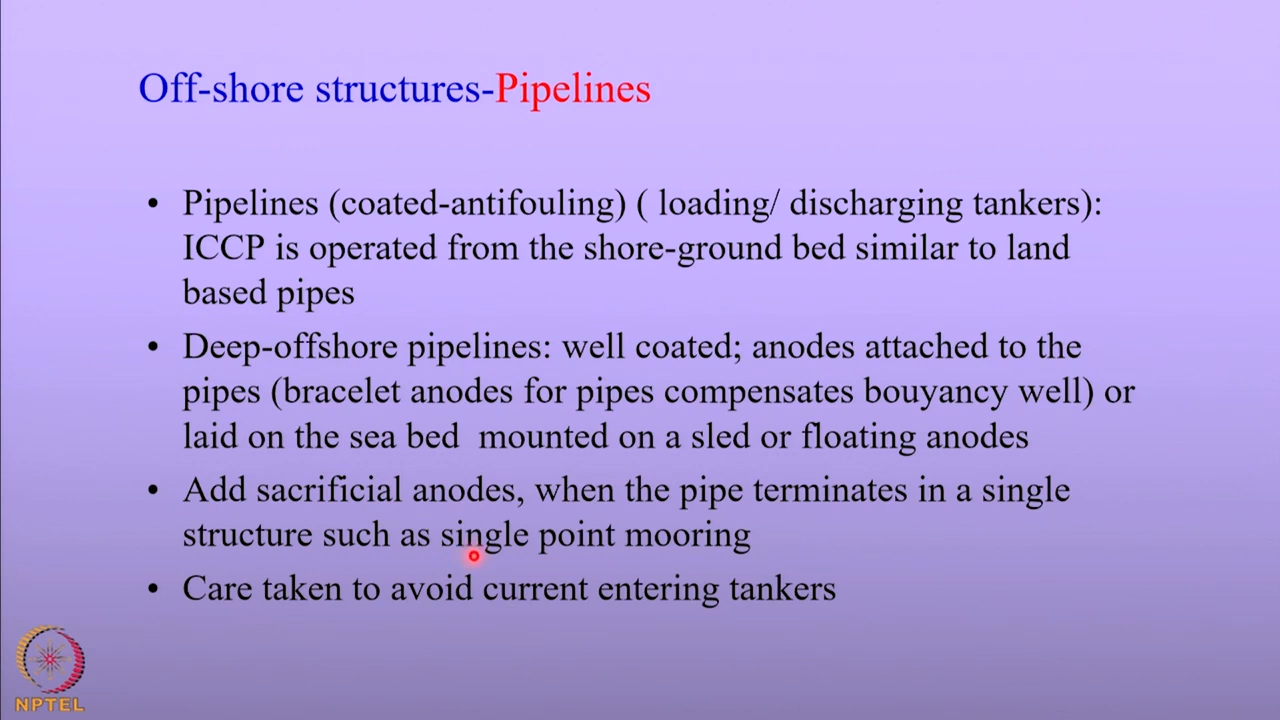 Off-shore structures-Pipelines
• Pipelines (coated-antifouling) ( loading/ discharging tankers):
ICCP is operated from the shore-ground bed similar to land
based pipes
• Deep-offshore pipelines: well coated; anodes attached to the
pipes (bracelet anodes for pipes compensates bouyancy well) or
laid on the sea bed mounted on a sled or floating anodes
• Add sacrificial anodes, when the pipe terminates in a single
structure such as single point mooring
• Care taken to avoid current entering tankers
NPTEL